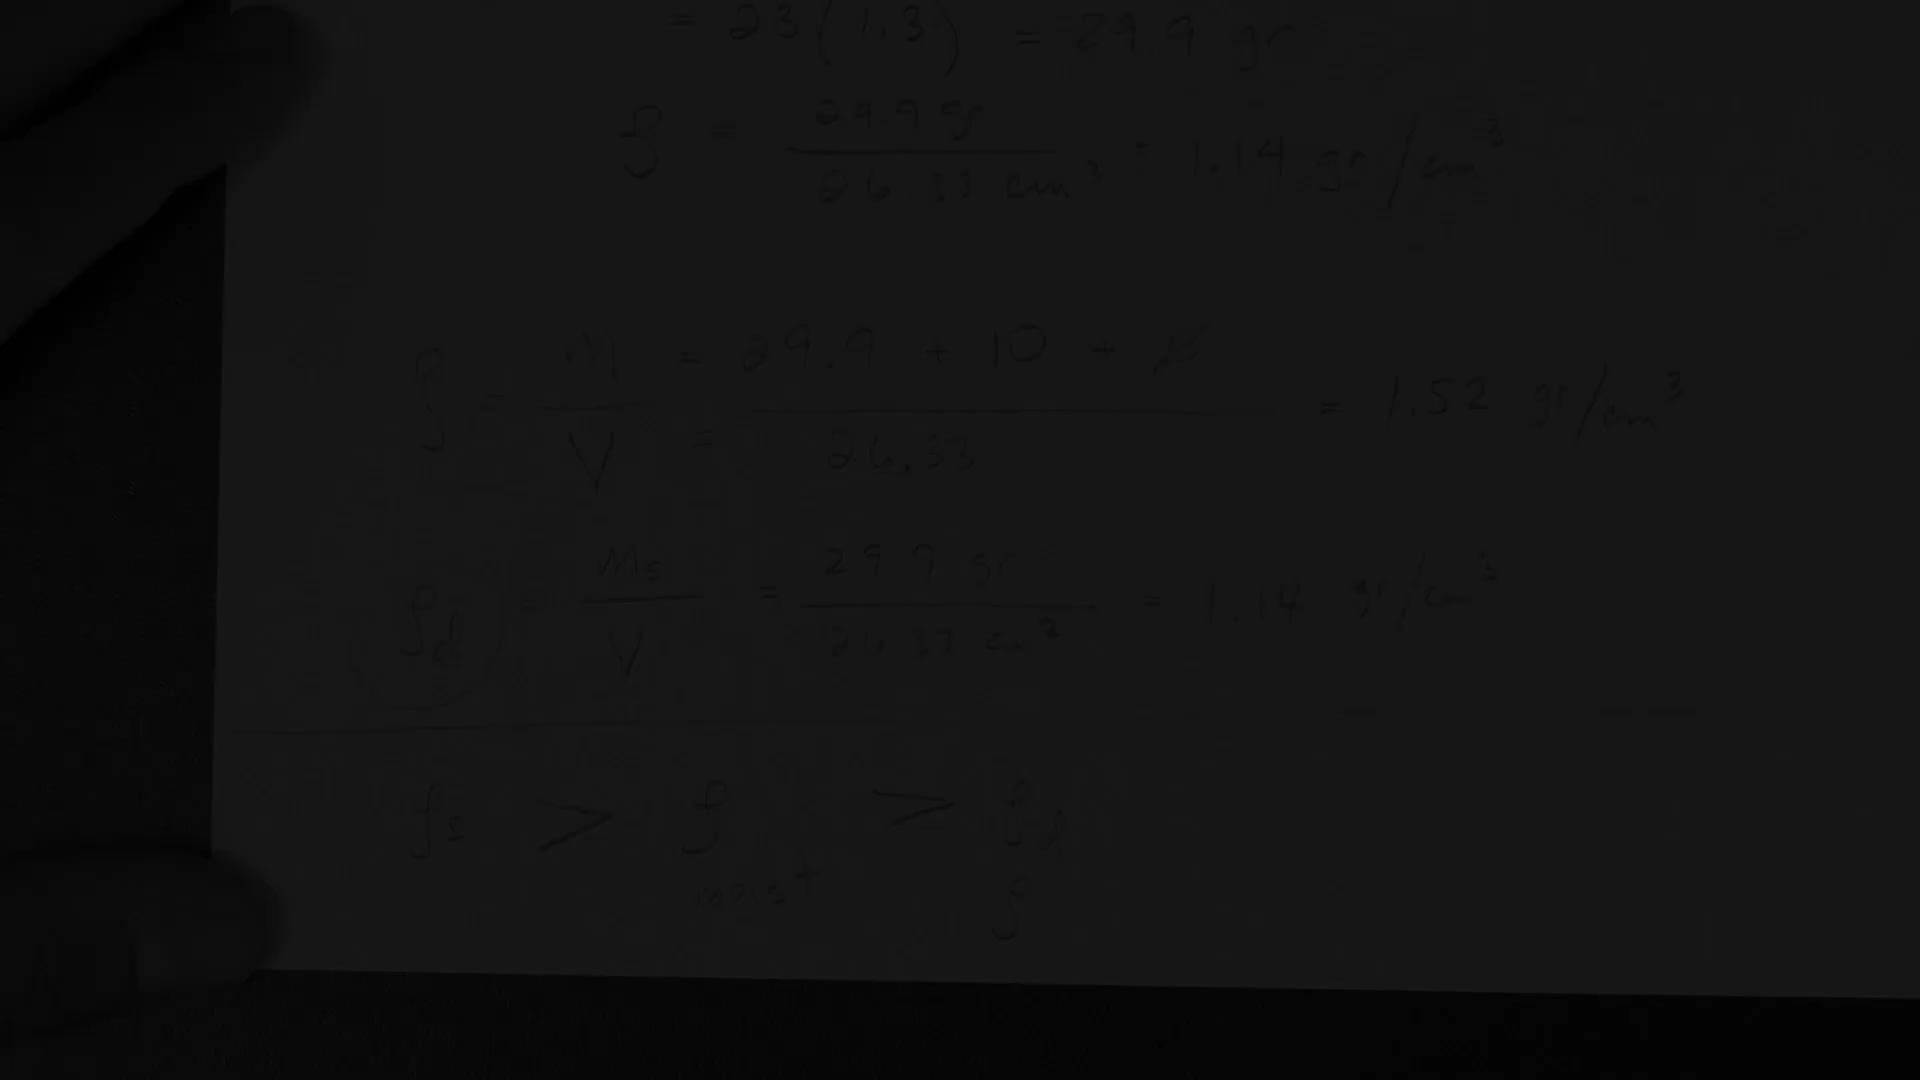 = 23 (1.3) = 29.9 gr
ρ = 29.9 gr / 26.33 cm³ = 1.14 gr/cm³
ρ = M / V = 29.9 + 10 + / 26.33 = 1.52 gr/cm³
ρd = Ms / V = 29.9 gr / 26.33 cm³ = 1.14 gr/cm³
ρs > ρ > ρd
moist ρ